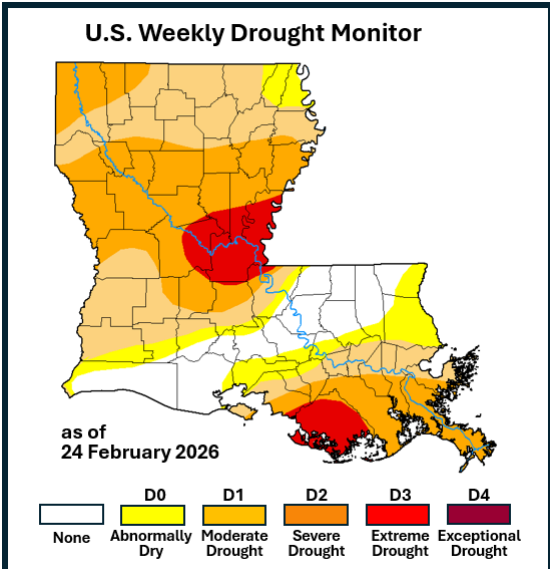 U.S. Weekly Drought Monitor
as of
24 February 2026
D0 D1 D2 D3 D4
None Abnormally Moderate Severe Extreme Exceptional
Dry Drought Drought Drought Drought